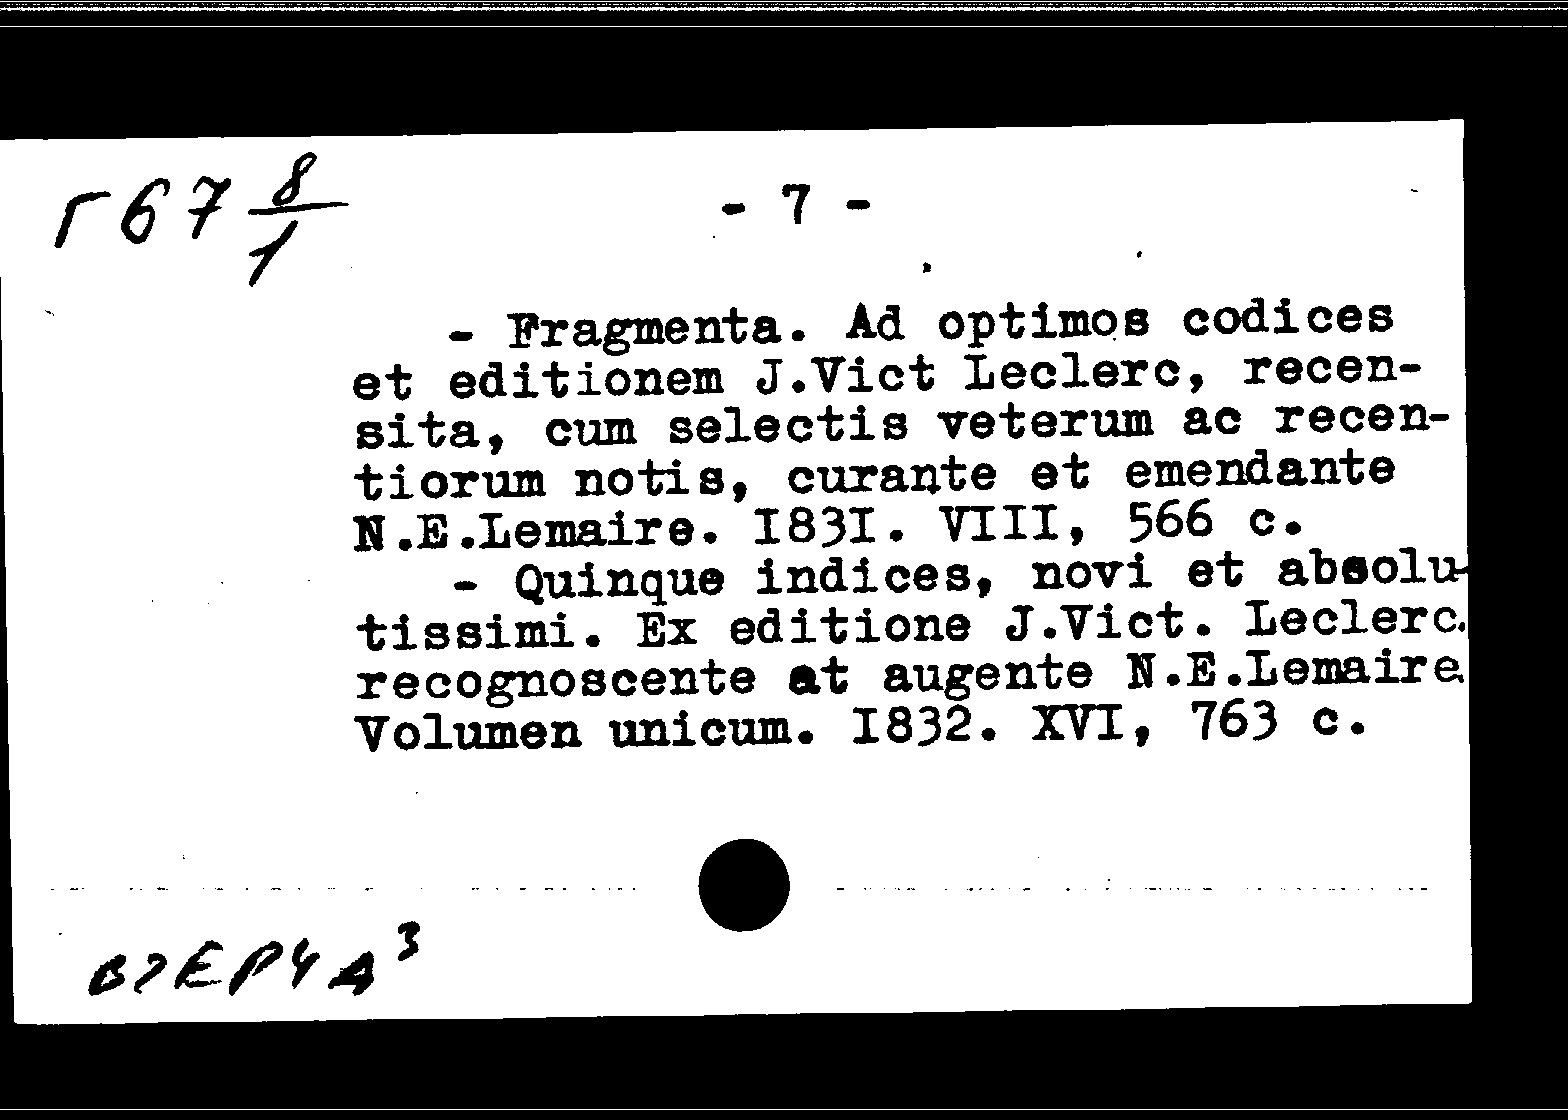 Г 67 8/1
- 7 -
- Fragmenta. Ad optimos codices
et editionem J.Vict Leclerc, recen-
sita, cum selectis veterum ac recen-
tiorum notis, curante et emendante
N.E.Lemaire. I83I. VIII, 566 c.
- Quinque indices, novi et absolu-
tissimi. Ex editione J.Vict. Leclerc.
recognoscente at augente N.E.Lemaire.
Volumen unicum. I832. XVI, 763 c.